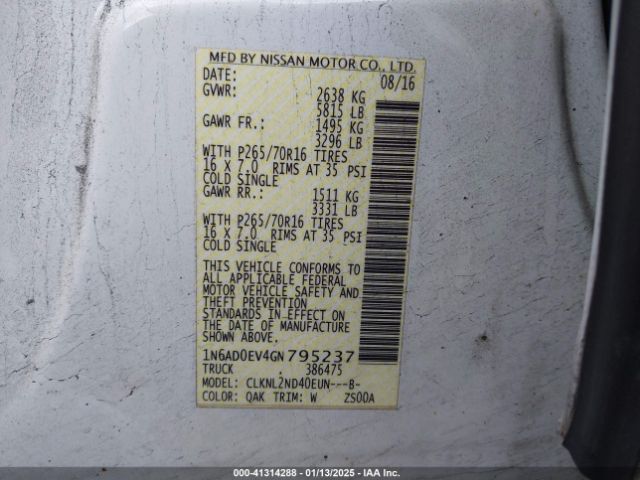 MFD BY NISSAN MOTOR CO., LTD.
DATE: 08/16
GVWR: 2638 KG
5815 LB
GAWR FR.: 1495 KG
3296 LB
WITH P265/70R16 TIRES
16 X 7.0 RIMS AT 35 PSI
COLD SINGLE
GAWR RR.: 1511 KG
3331 LB
WITH P265/70R16 TIRES
16 X 7.0 RIMS AT 35 PSI
COLD SINGLE
THIS VEHICLE CONFORMS TO
ALL APPLICABLE FEDERAL
MOTOR VEHICLE SAFETY AND
THEFT PREVENTION
STANDARDS IN EFFECT ON
THE DATE OF MANUFACTURE
SHOWN ABOVE.
1N6AD0EV4GN795237
TRUCK 386475
MODEL: CLKNL2ND40EUN---B-
COLOR: QAK TRIM: W ZS00A
000-41314288 - 01/13/2025 - IAA Inc.